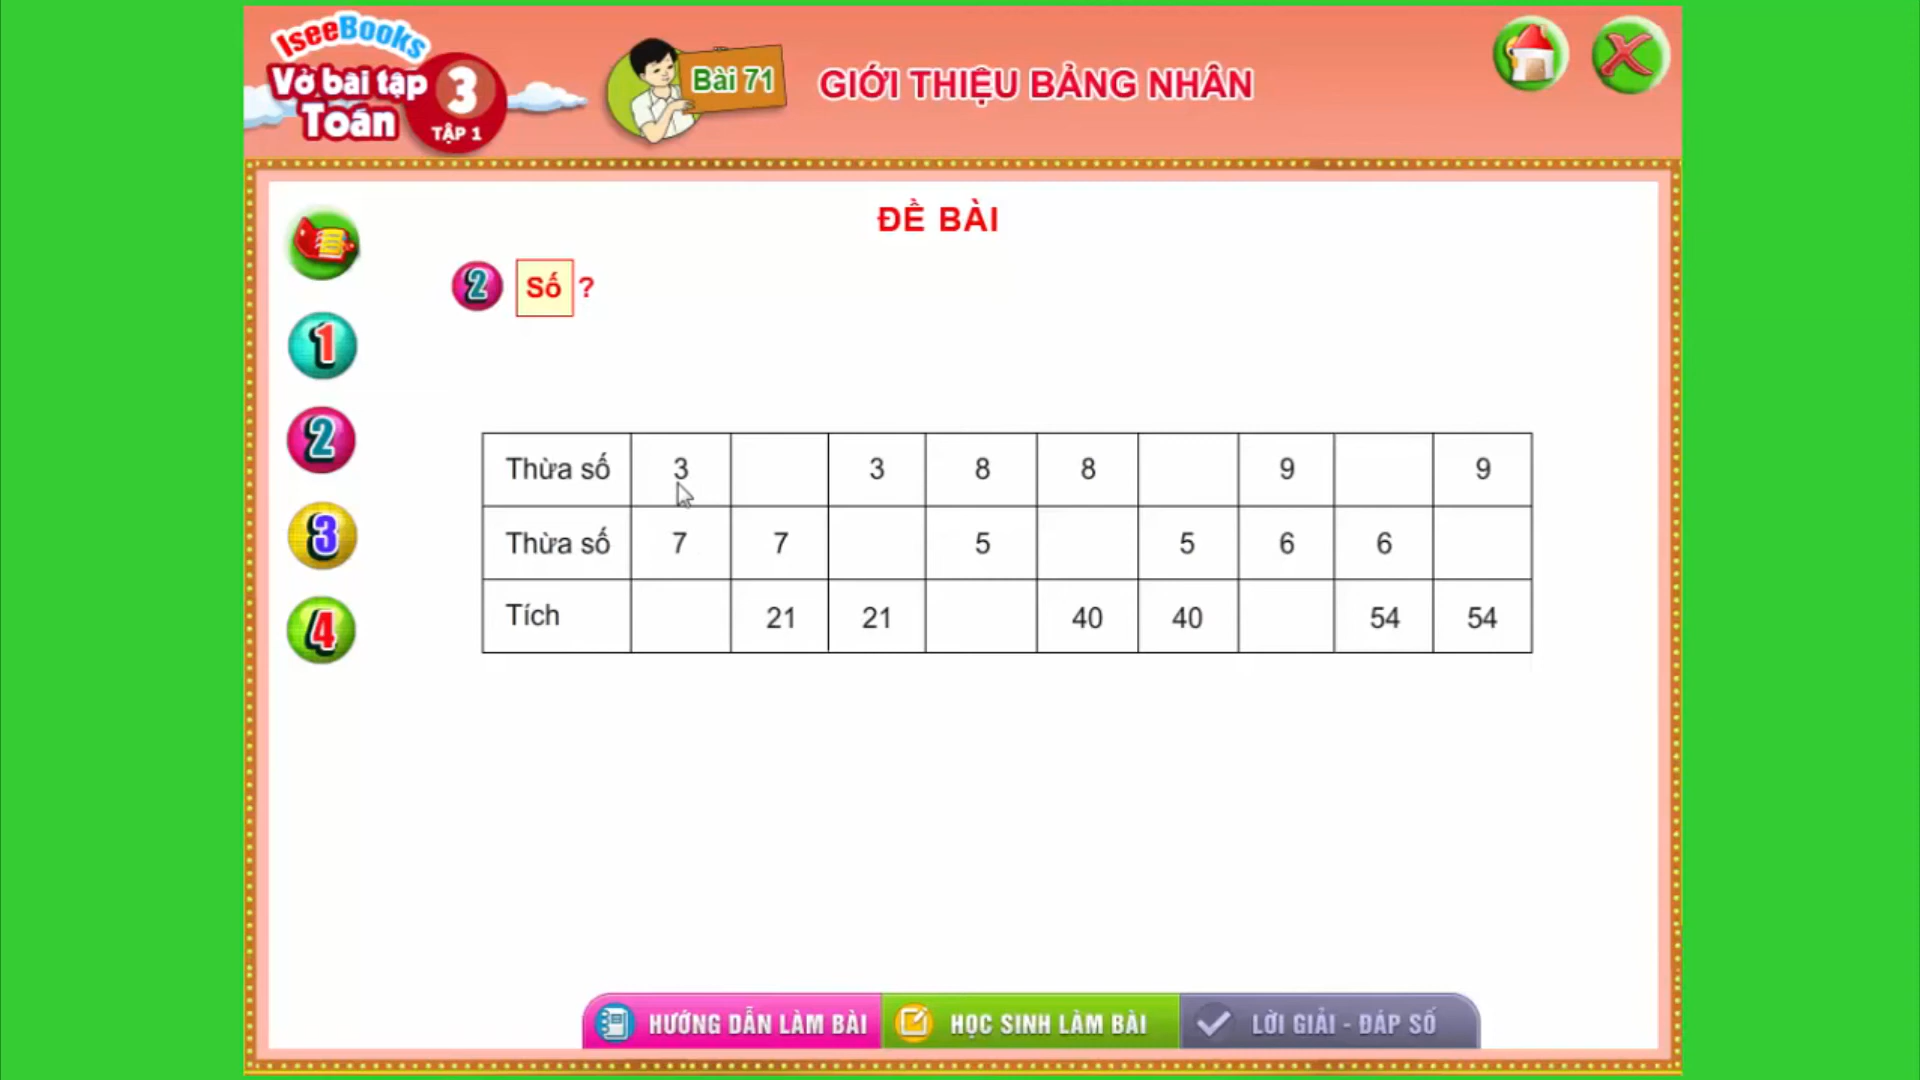 IseeBooks
Vở bài tập
Toán
3
TẬP 1
Bài 71
GIỚI THIỆU BẢNG NHÂN
ĐỀ BÀI
2 Số ?
1
2
3
4
Thừa số 3 3 8 8 9 9
Thừa số 7 7 5 5 6 6
Tích 21 21 40 40 54 54
HƯỚNG DẪN LÀM BÀI
HỌC SINH LÀM BÀI
LỜI GIẢI - ĐÁP SỐ